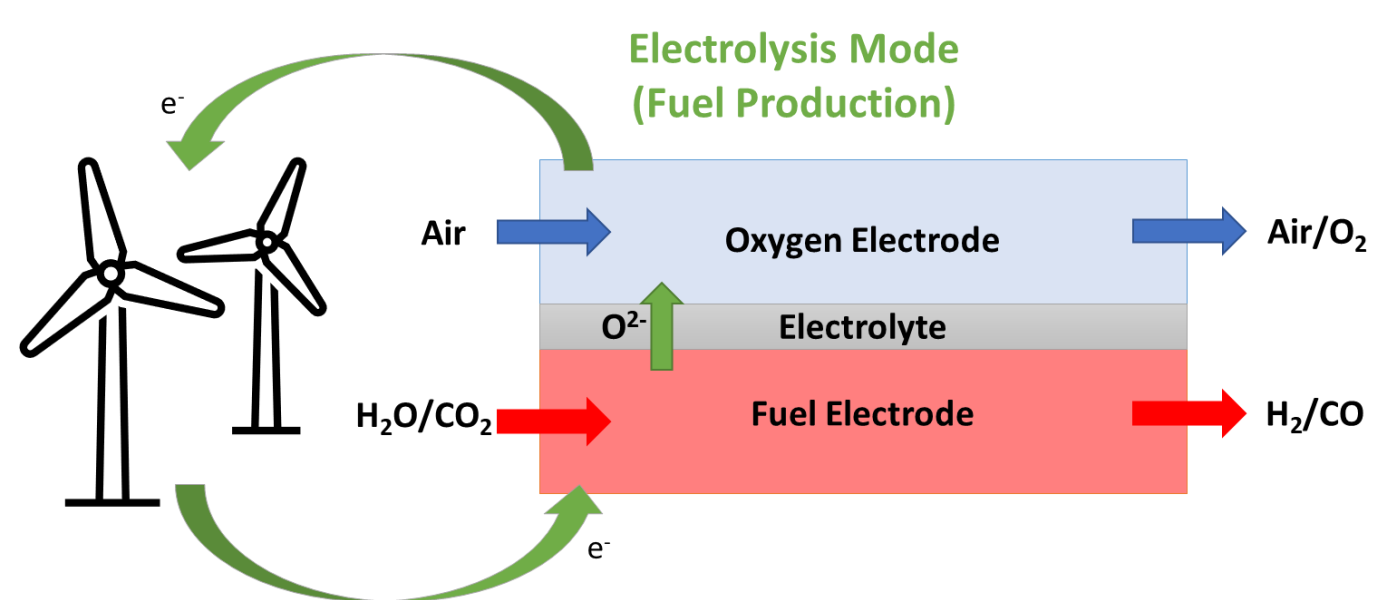 Electrolysis Mode
(Fuel Production)
e⁻
Air
Oxygen Electrode
Air/O₂
O²⁻
Electrolyte
H₂O/CO₂
Fuel Electrode
H₂/CO
e⁻